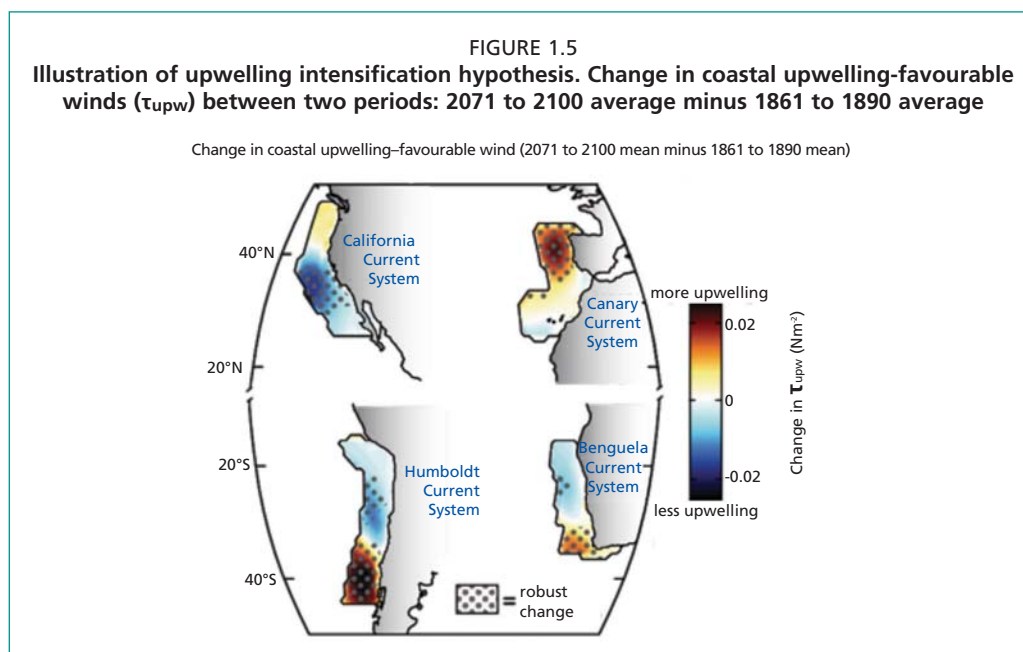 FIGURE 1.5
Illustration of upwelling intensification hypothesis. Change in coastal upwelling-favourable
winds (τupw) between two periods: 2071 to 2100 average minus 1861 to 1890 average
Change in coastal upwelling–favourable wind (2071 to 2100 mean minus 1861 to 1890 mean)
40°N
20°N
20°S
40°S
California
Current
System
Canary
Current
System
Humboldt
Current
System
Benguela
Current
System
more upwelling
0.02
0
-0.02
less upwelling
Change in τupw (Nm-2)
= robust
change